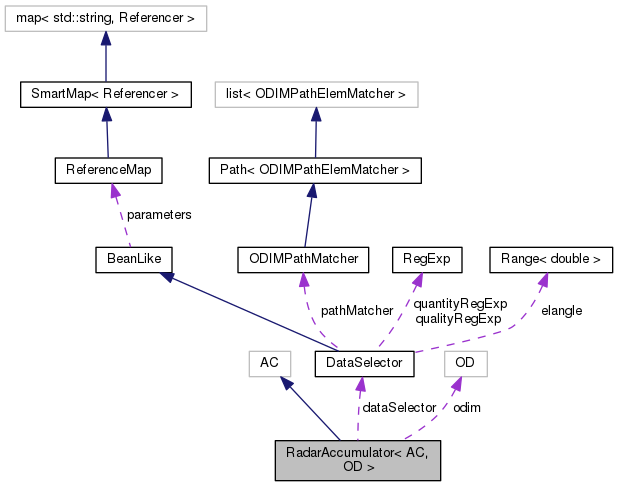 map< std::string, Referencer >
SmartMap< Referencer >
list< ODIMPathElemMatcher >
ReferenceMap
Path< ODIMPathElemMatcher >
parameters
BeanLike
ODIMPathMatcher
RegExp
Range< double >
pathMatcher
quantityRegExp
qualityRegExp
elangle
AC
DataSelector
OD
dataSelector
odim
RadarAccumulator< AC,
OD >